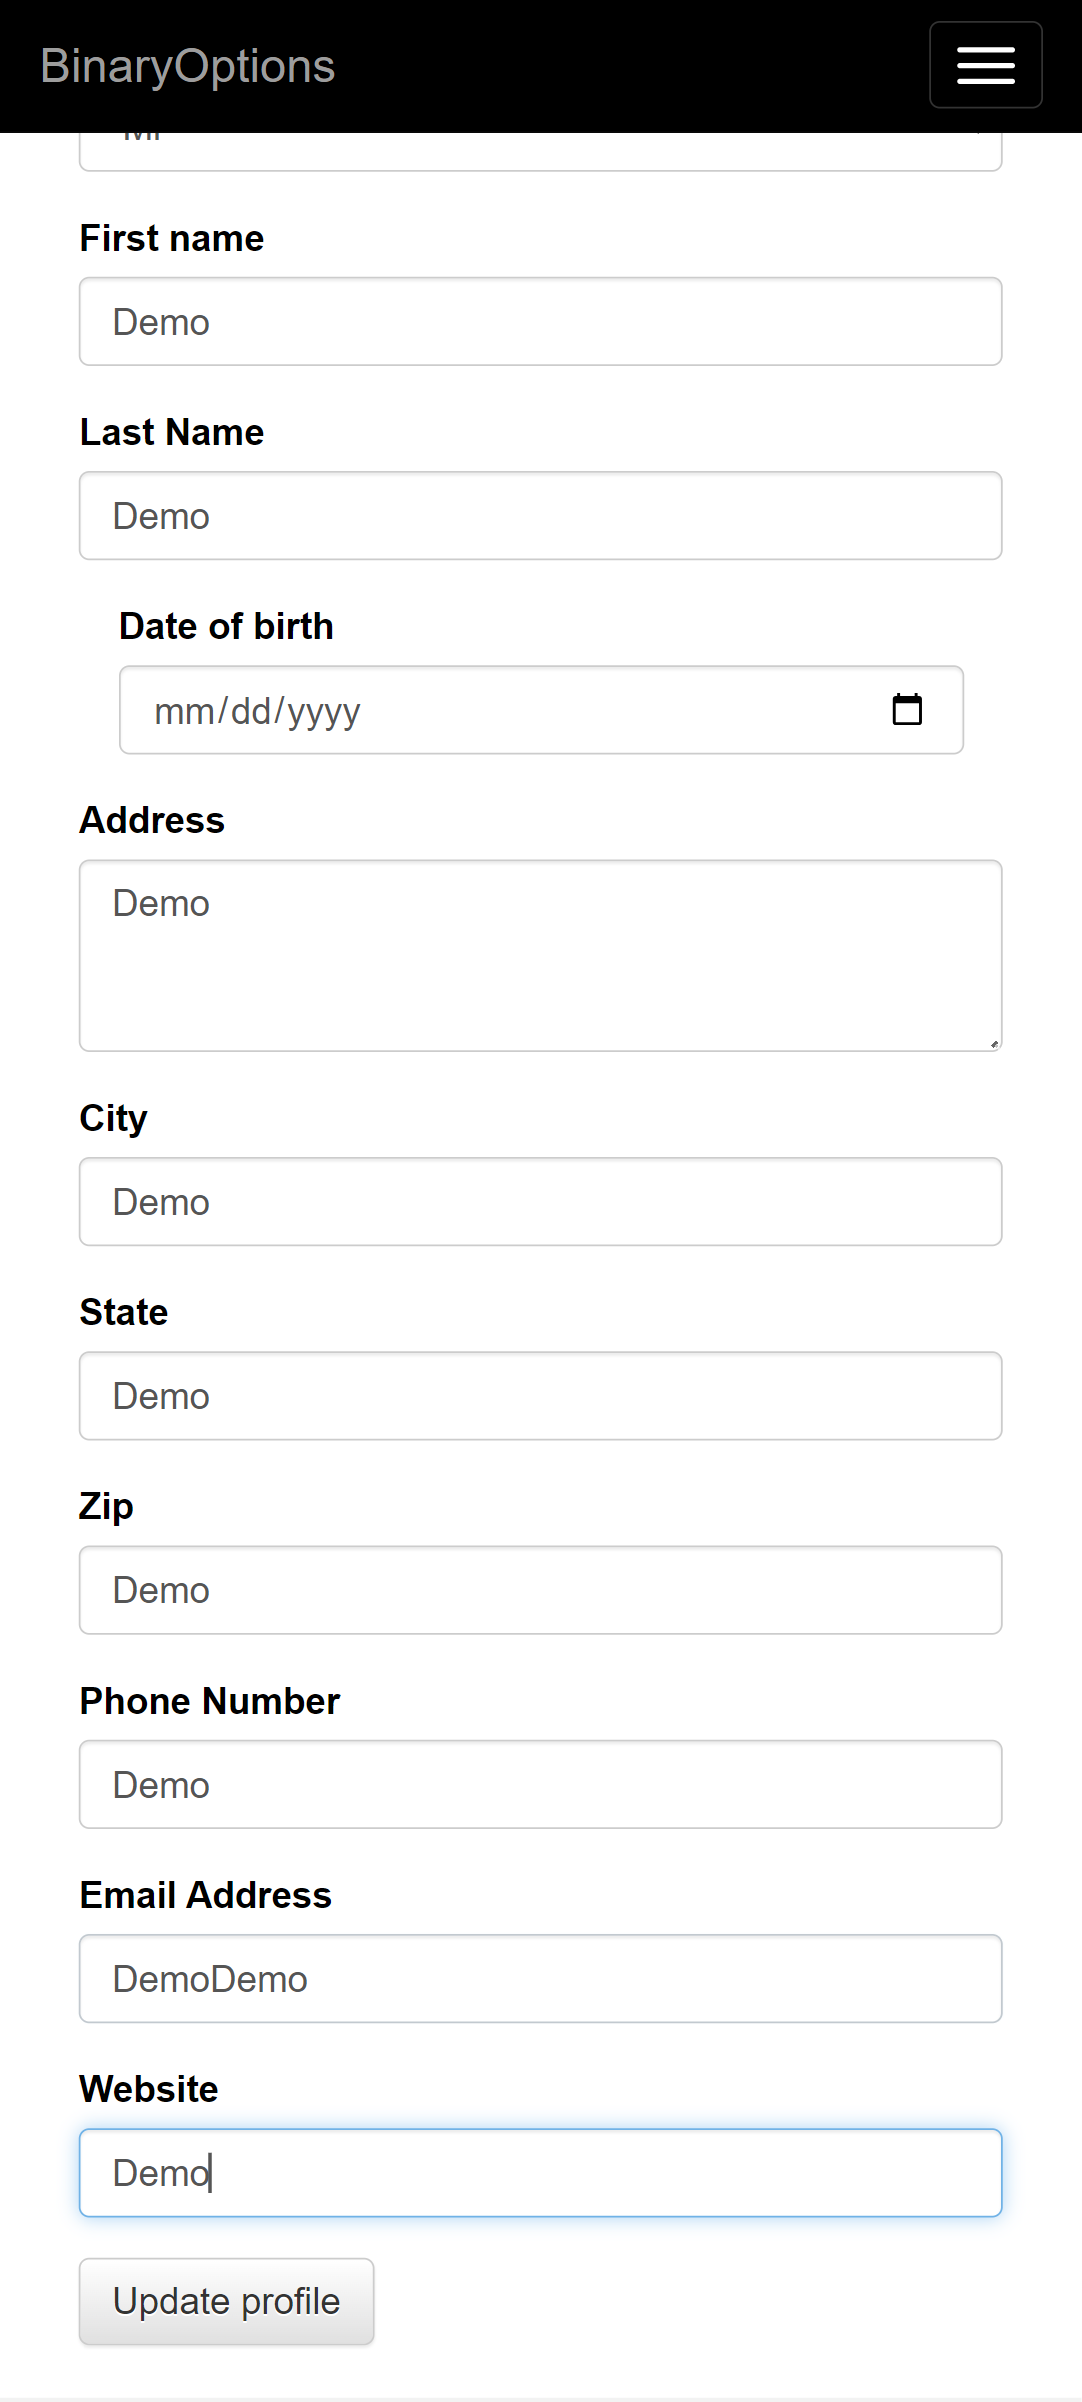 BinaryOptions
First name
Demo
Last Name
Demo
Date of birth
mm/dd/yyyy
Address
Demo
City
Demo
State
Demo
Zip
Demo
Phone Number
Demo
Email Address
DemoDemo
Website
Demo
Update profile